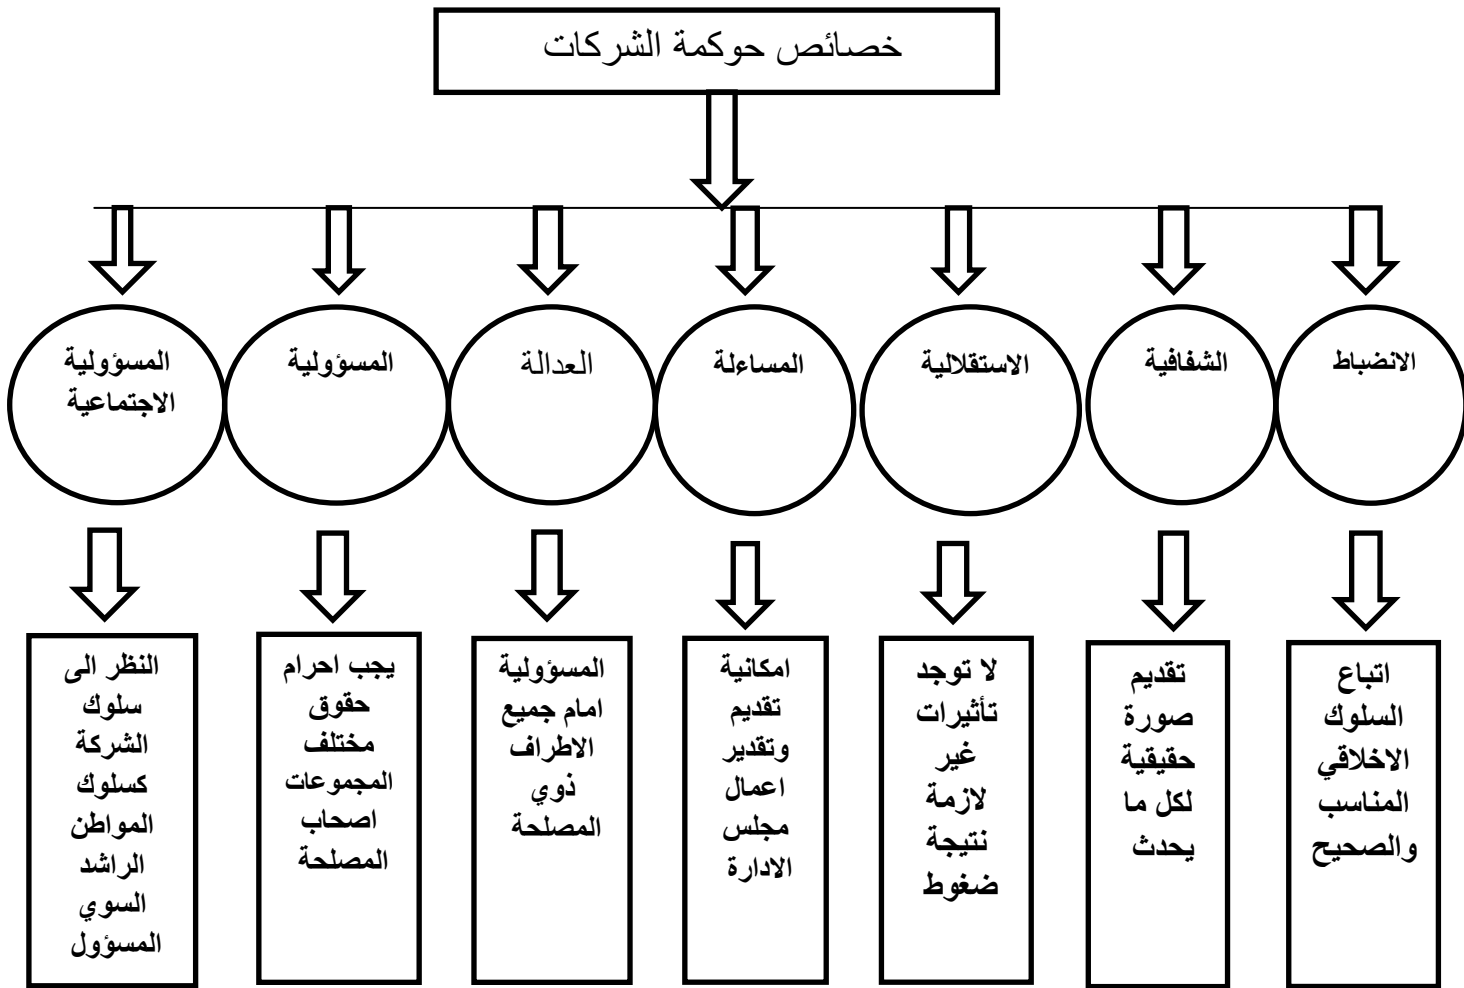 خصائص حوكمة الشركات
الانضباط
الشفافية
الاستقلالية
المساءلة
العدالة
المسؤولية
المسؤولية
الاجتماعية
اتباع
السلوك
الاخلاقي
المناسب
والصحيح
تقديم
صورة
حقيقية
لكل ما
يحدث
لا توجد
تأثيرات
غير
لازمة
نتيجة
ضغوط
امكانية
تقديم
وتقدير
اعمال
مجلس
الادارة
المسؤولية
امام جميع
الاطراف
ذوي
المصلحة
يجب احرام
حقوق
مختلف
المجموعات
اصحاب
المصلحة
النظر الى
سلوك
الشركة
كسلوك
المواطن
الراشد
السوي
المسؤول